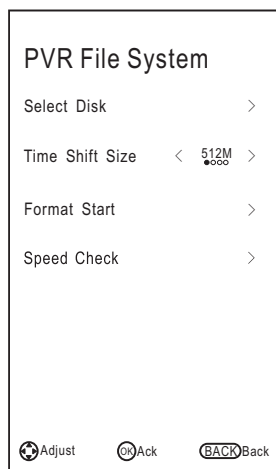 PVR File System
Select Disk >
Time Shift Size < 512M >
Format Start >
Speed Check >
Adjust OK Ack BACK Back